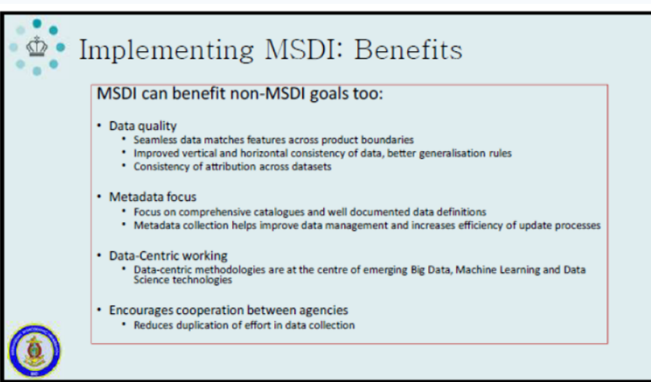 Implementing MSDI: Benefits
MSDI can benefit non-MSDI goals too:
• Data quality
• Seamless data matches features across product boundaries
• Improved vertical and horizontal consistency of data, better generalisation rules
• Consistency of attribution across datasets
• Metadata focus
• Focus on comprehensive catalogues and well documented data definitions
• Metadata collection helps improve data management and increases efficiency of update processes
• Data-Centric working
• Data-centric methodologies are at the centre of emerging Big Data, Machine Learning and Data
Science technologies
• Encourages cooperation between agencies
• Reduces duplication of effort in data collection